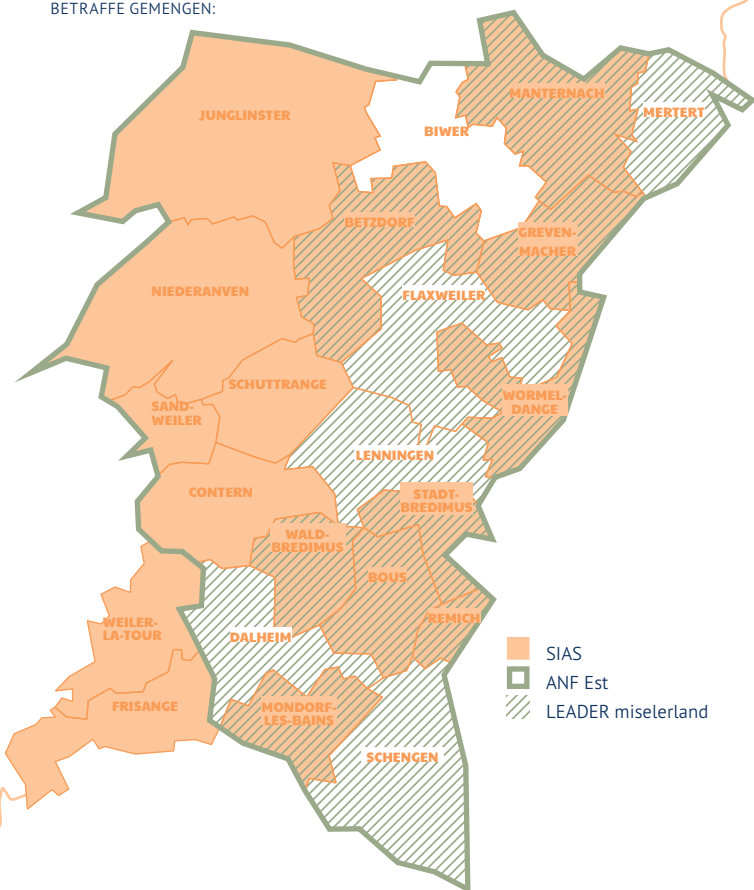 BETRAFFE GEMENGEN:
JUNGLINSTER
BIWER
MANTERNACH
MERTERT
BETZDORF
GREVEN-
MACHER
NIEDERANVEN
FLAXWEILER
SCHUTTRANGE
SAND-
WEILER
WORMEL-
DANGE
LENNINGEN
CONTERN
STADT-
BREDIMUS
WALD-
BREDIMUS
BOUS
WEILER-
LA-TOUR
DALHEIM
REMICH
FRISANGE
MONDORF-
LES-BAINS
SCHENGEN
SIAS
ANF Est
LEADER miselerland